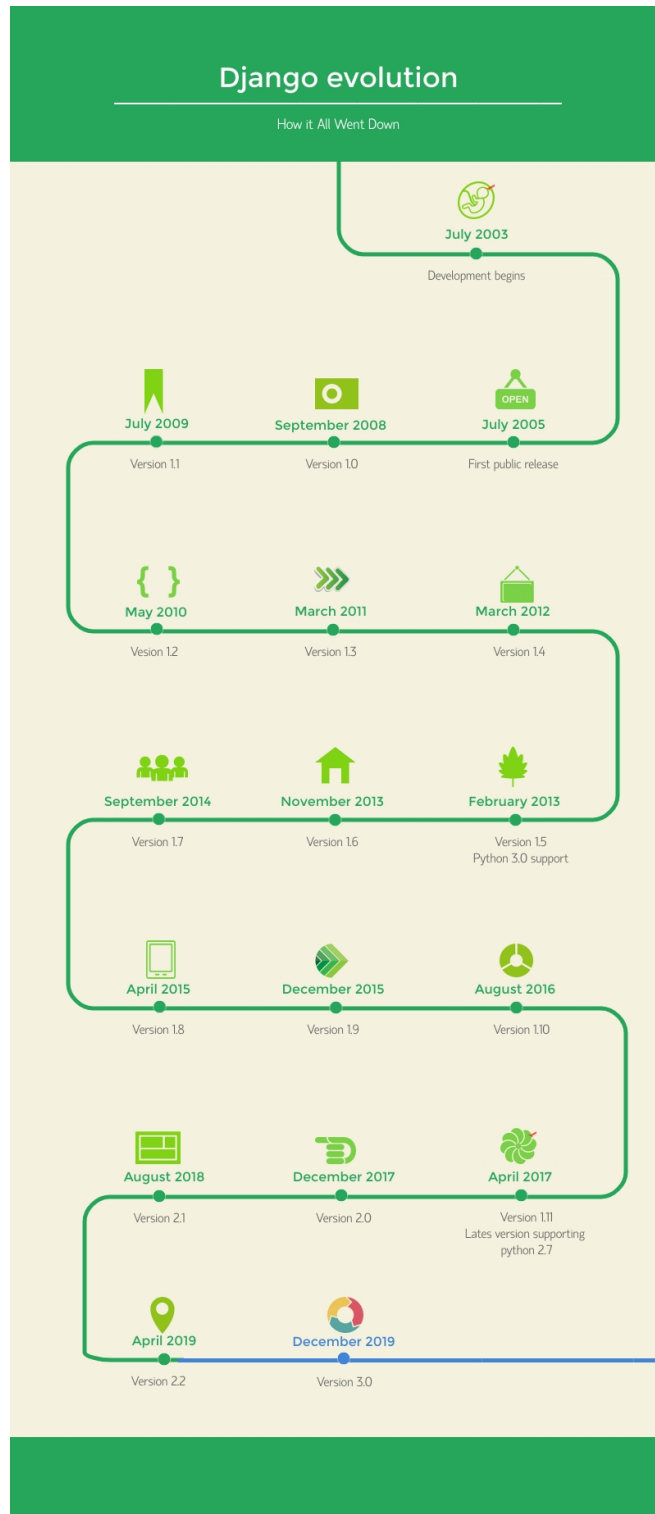 Django evolution
How it All Went Down
July 2003
Development begins
OPEN
July 2005
First public release
September 2008
Version 1.0
July 2009
Version 1.1
May 2010
Vesion 1.2
March 2011
Version 1.3
March 2012
Version 1.4
February 2013
Version 1.5
Python 3.0 support
November 2013
Version 1.6
September 2014
Version 1.7
April 2015
Version 1.8
December 2015
Version 1.9
August 2016
Version 1.10
April 2017
Version 1.11
Lates version supporting
python 2.7
December 2017
Version 2.0
August 2018
Version 2.1
April 2019
Version 2.2
December 2019
Version 3.0